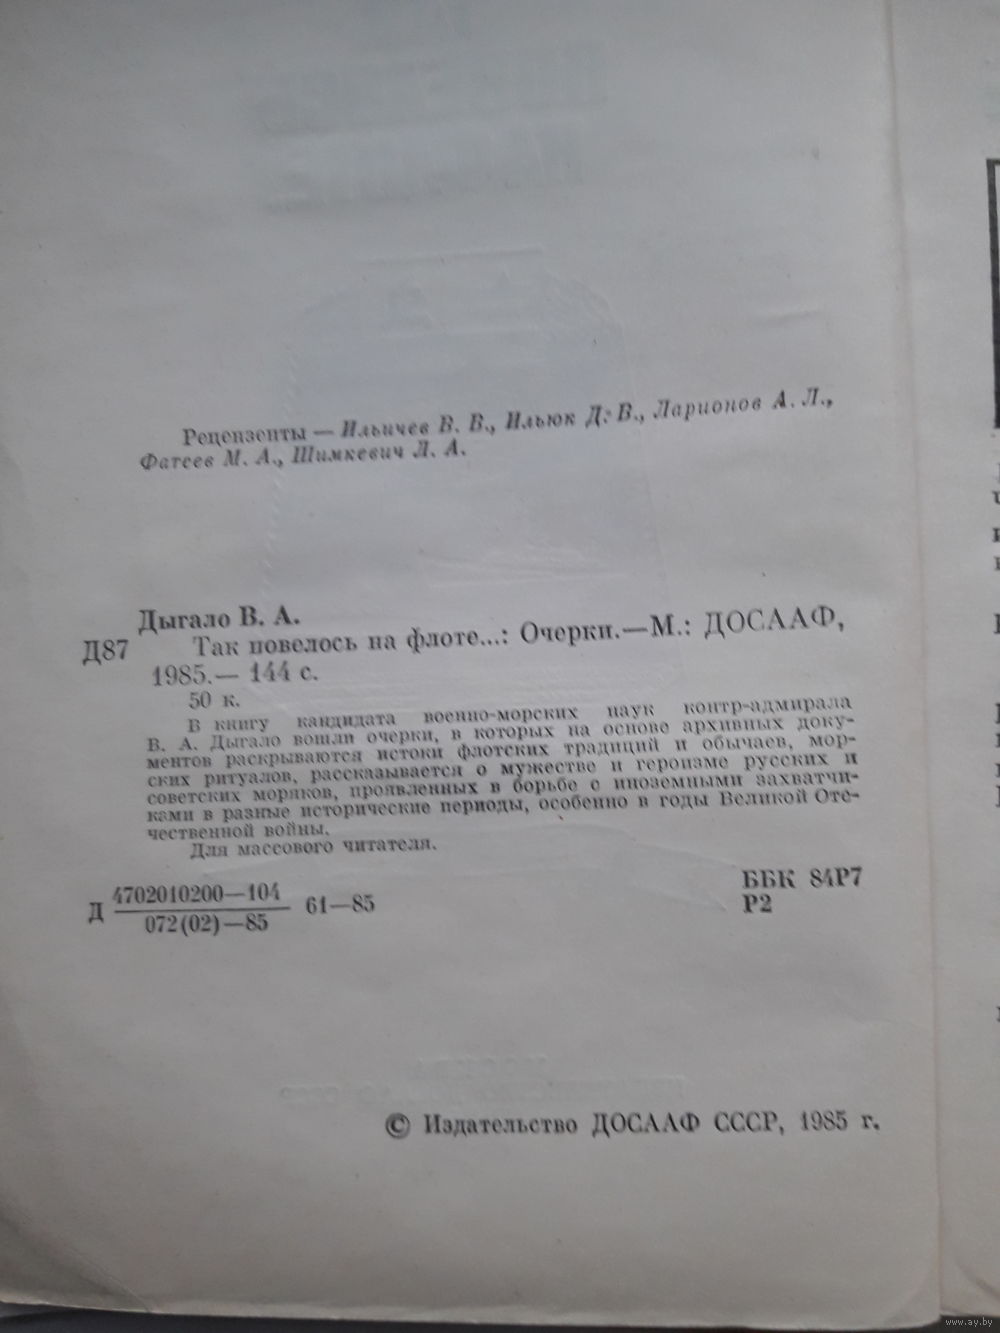 Рецензенты — Ильичев В. В., Ильюк Д. В., Ларионов А. Л.,
Фатеев М. А., Шимкевич Л. А.
Дыгало В. А.
Д87 Так повелось на флоте...: Очерки.—М.: ДОСААФ,
1985.— 144 с.
50 к.
В книгу кандидата военно-морских наук контр-адмирала
В. А. Дыгало вошли очерки, в которых на основе архивных доку-
ментов раскрываются истоки флотских традиций и обычаев, мор-
ских ритуалов, рассказывается о мужестве и героизме русских и
советских моряков, проявленных в борьбе с иноземными захватчи-
ками в разные исторические периоды, особенно в годы Великой Оте-
чественной войны.
Для массового читателя.
Д 4702010200—104 61—85
072(02)—85
ББК 84Р7
Р2
© Издательство ДОСААФ СССР, 1985 г.
www.ay.by